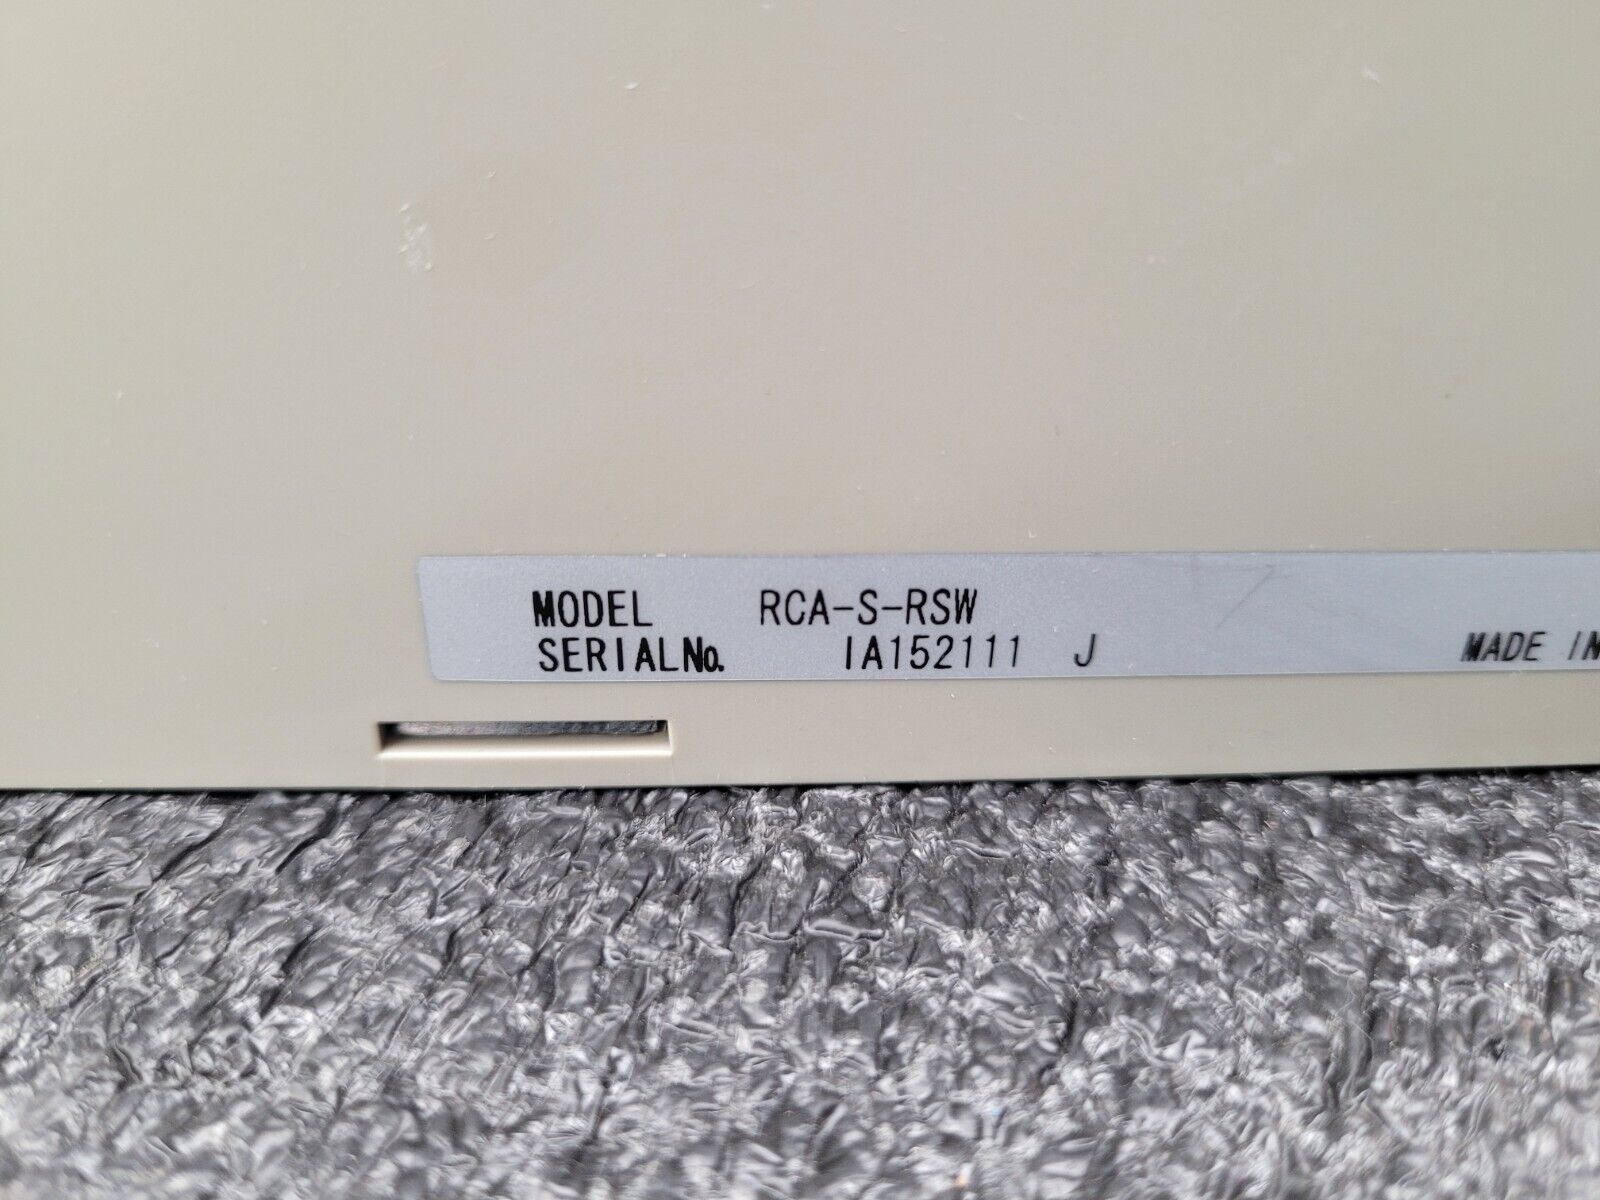 MODEL RCA-S-RSW
SERIALNo. IA152111 J MADE IN